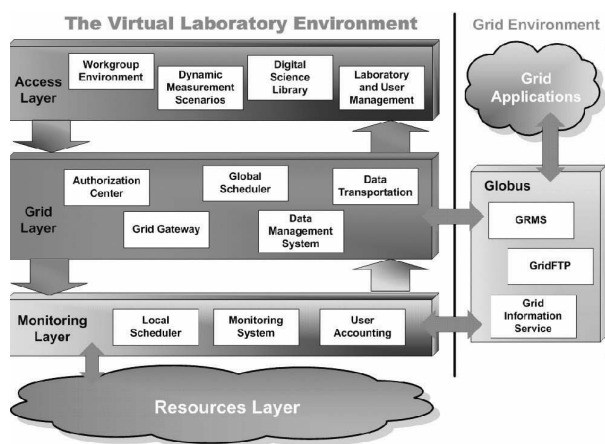 The Virtual Laboratory Environment
Grid Environment
Access
Layer
Workgroup
Environment
Dynamic
Measurement
Scenarios
Digital
Science
Library
Laboratory
and User
Management
Grid
Applications
Grid
Layer
Authorization
Center
Global
Scheduler
Data
Transportation
Grid Gateway
Data
Management
System
Globus
GRMS
GridFTP
Grid
Information
Service
Monitoring
Layer
Local
Scheduler
Monitoring
System
User
Accounting
Resources Layer